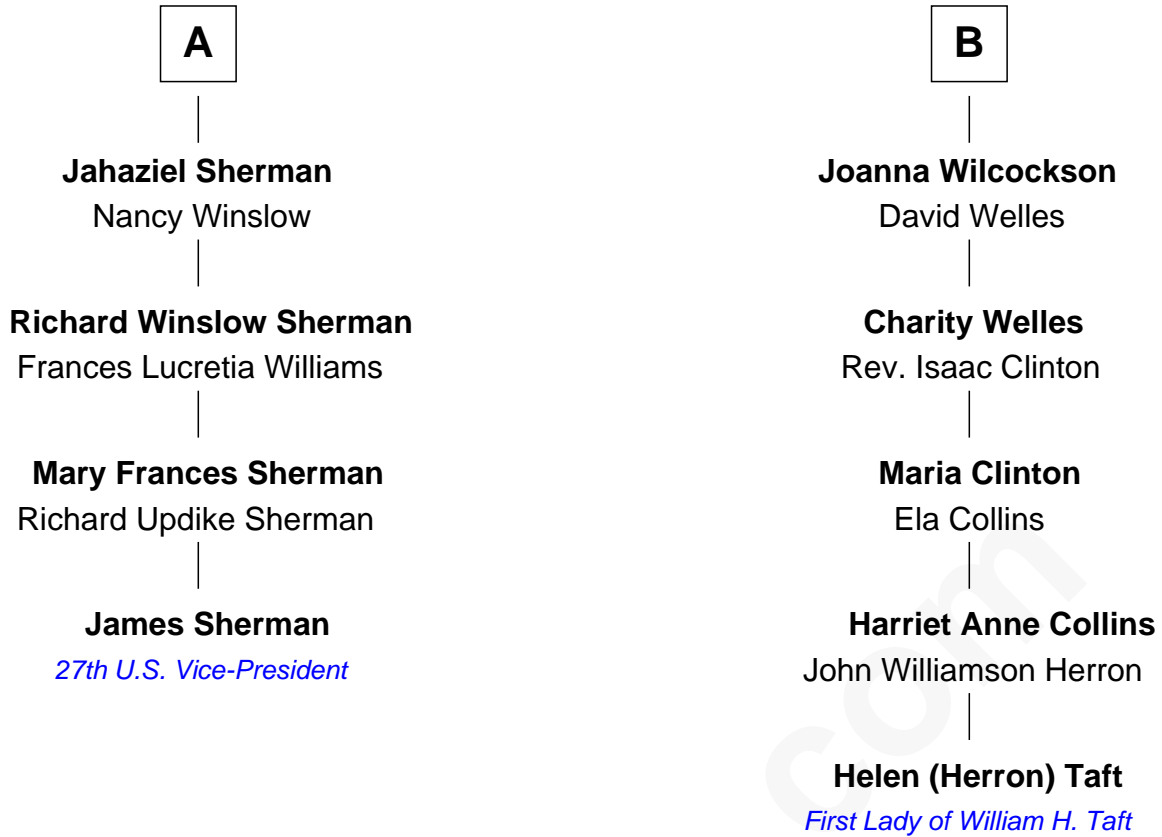 A
Jahaziel Sherman
Nancy Winslow
Richard Winslow Sherman
Frances Lucretia Williams
Mary Frances Sherman
Richard Updike Sherman
James Sherman
27th U.S. Vice-President
B
Joanna Wilcockson
David Welles
Charity Welles
Rev. Isaac Clinton
Maria Clinton
Ela Collins
Harriet Anne Collins
John Williamson Herron
Helen (Herron) Taft
First Lady of William H. Taft
com